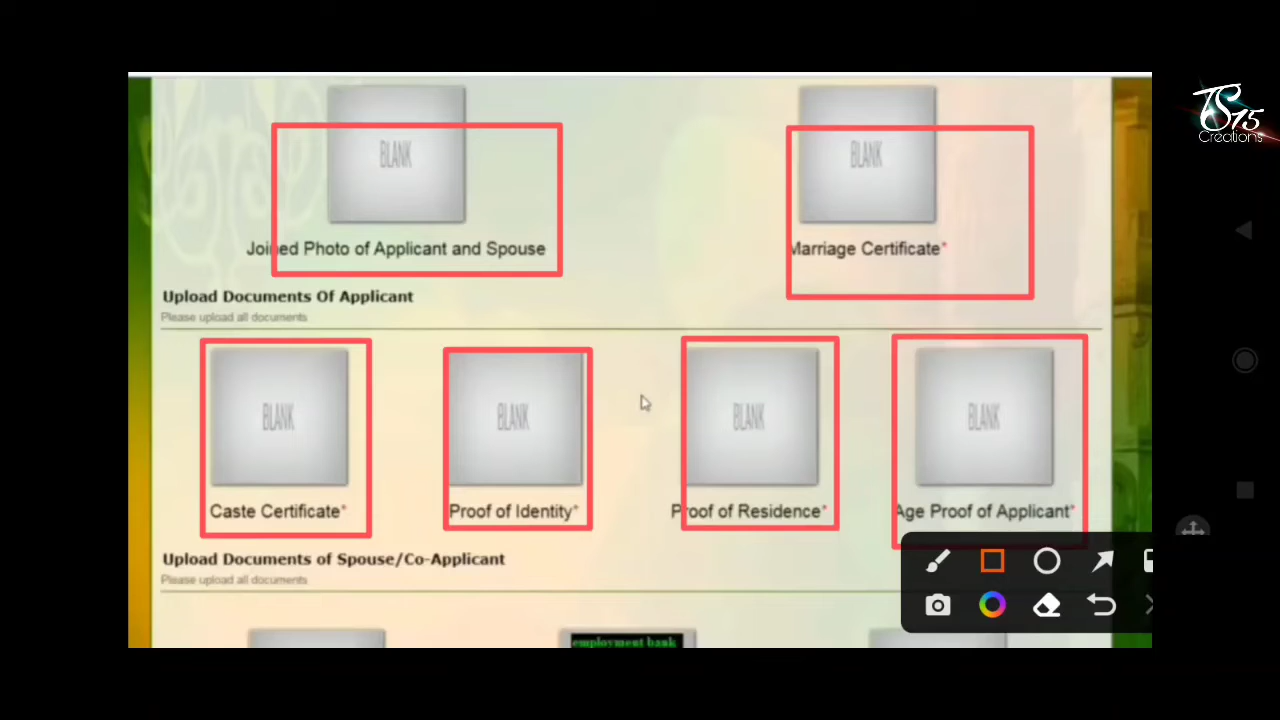 TS15
Creations
BLANK
BLANK
Joined Photo of Applicant and Spouse
Marriage Certificate*
Upload Documents Of Applicant
Please upload all documents
BLANK
BLANK
BLANK
BLANK
Caste Certificate*
Proof of Identity*
Proof of Residence*
Age Proof of Applicant*
Upload Documents of Spouse/Co-Applicant
Please upload all documents
employment bank